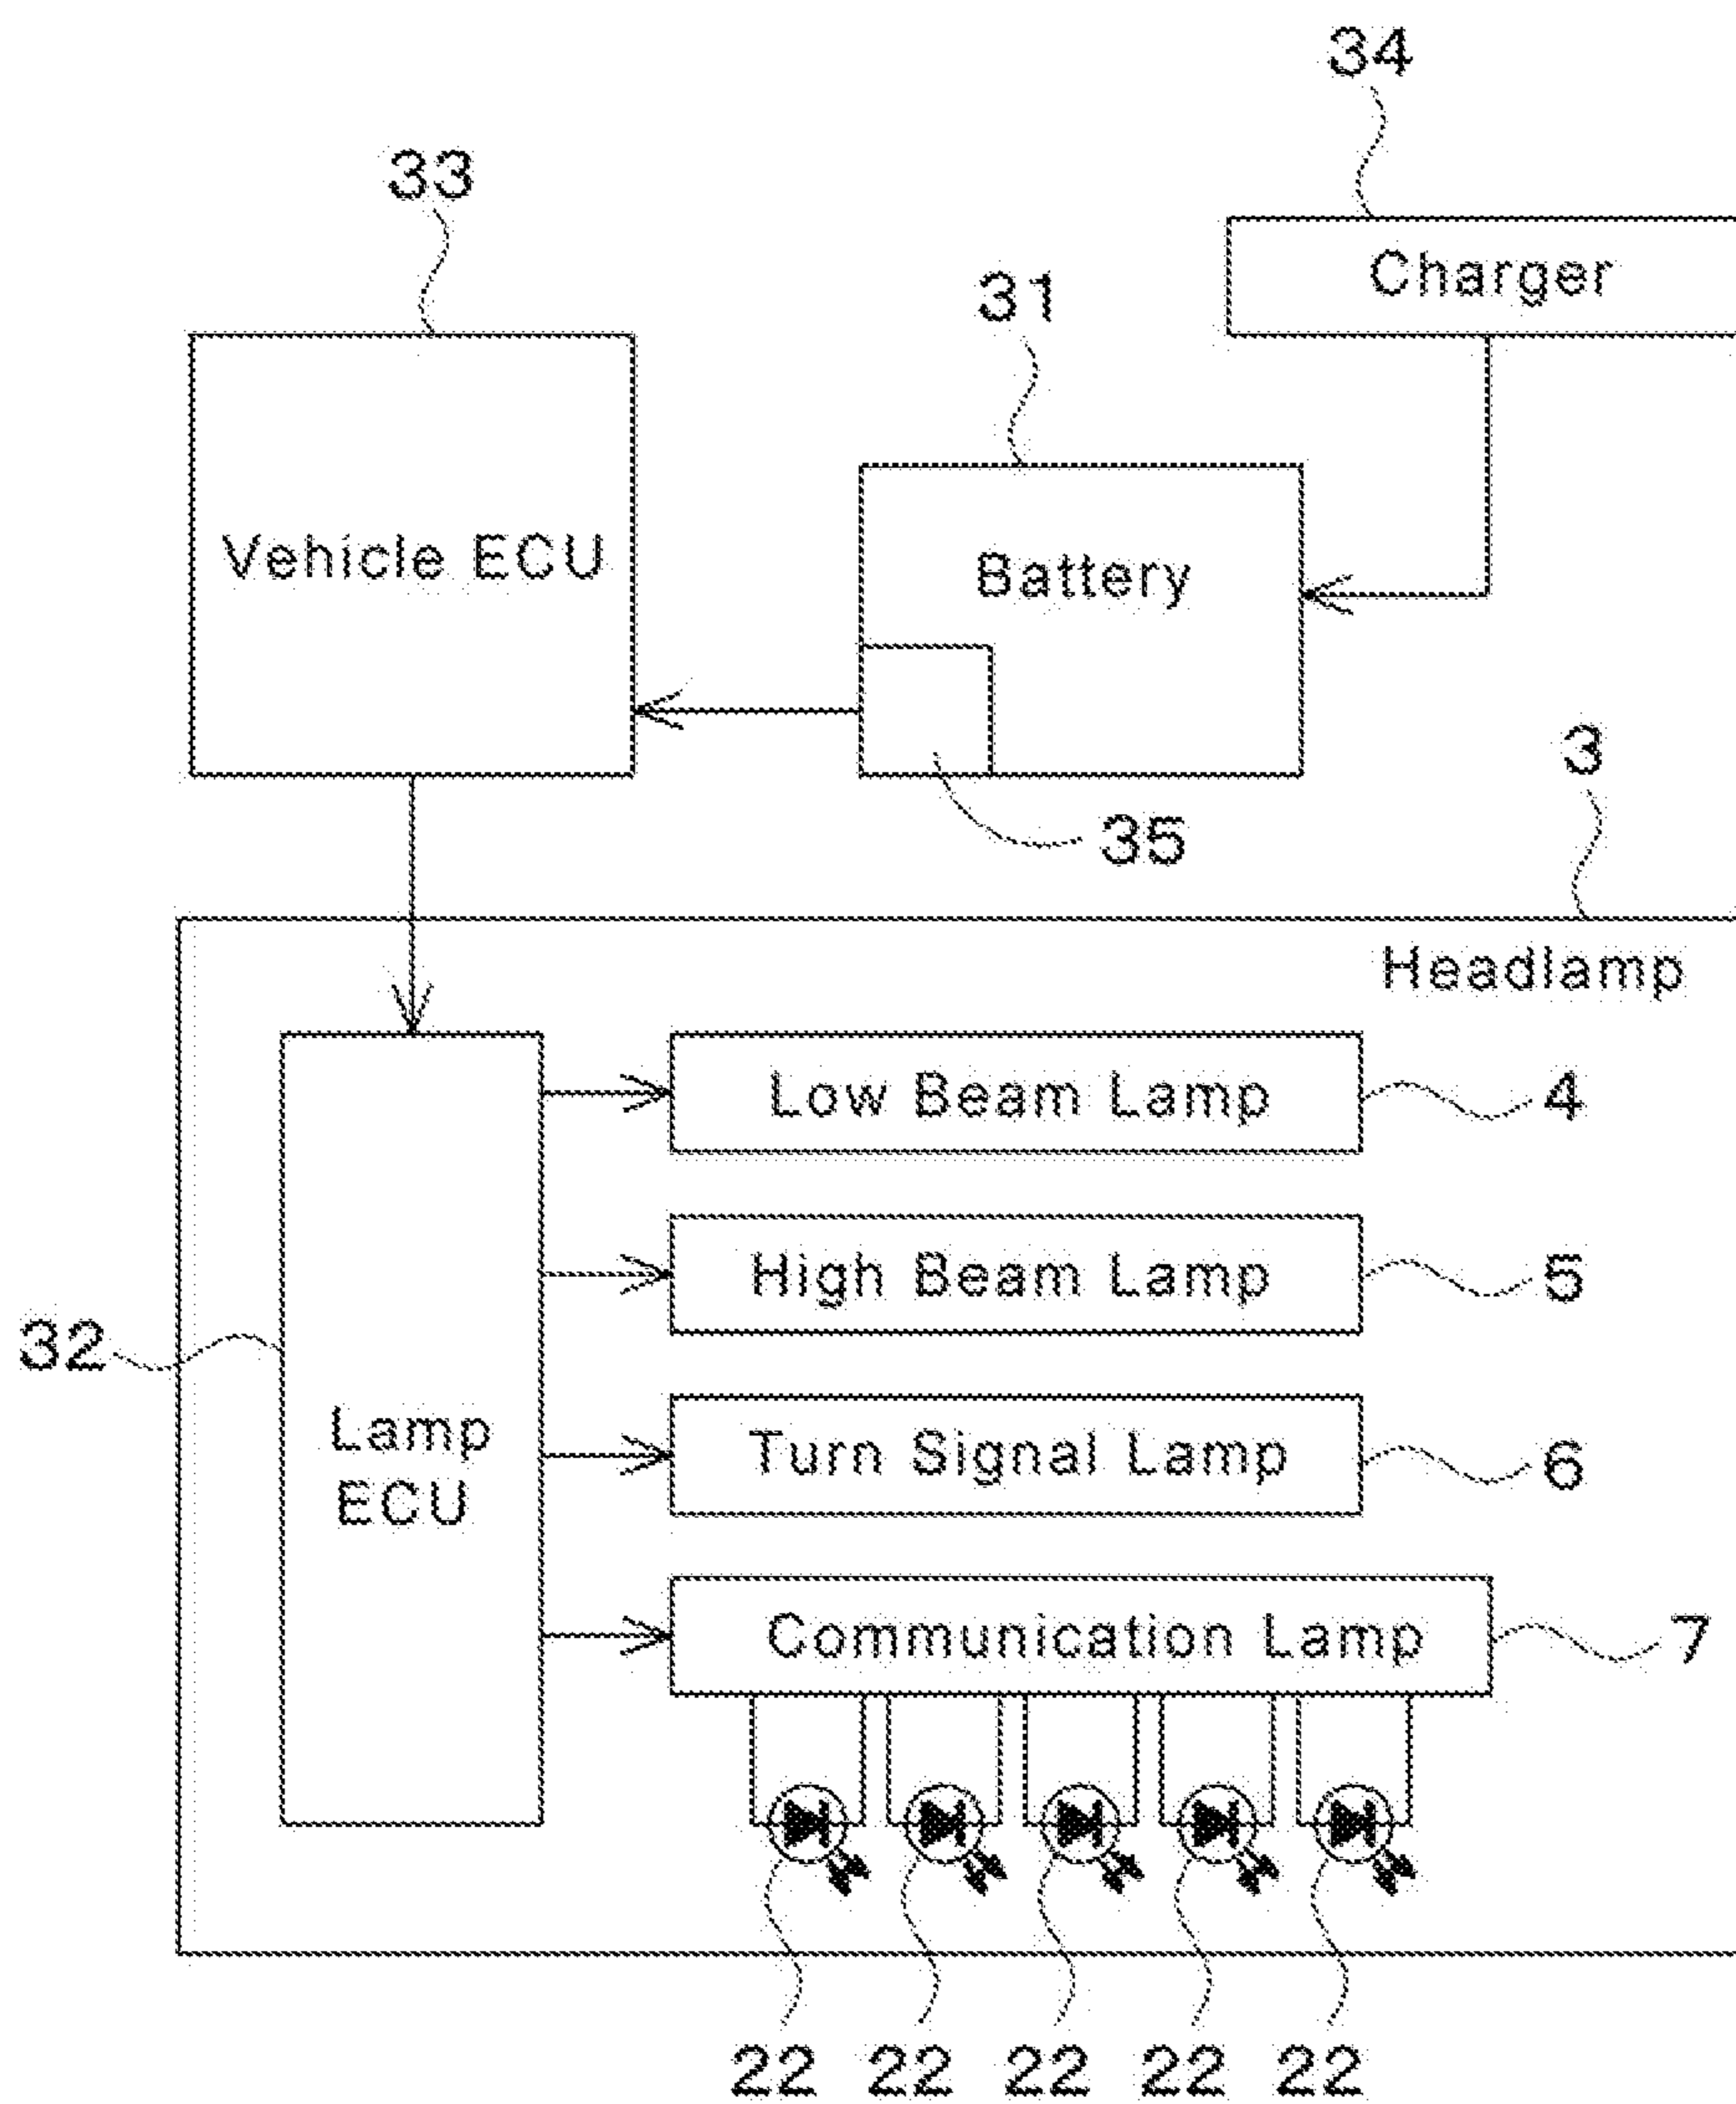 34
33
Charger
31
Vehicle ECU
Battery
3
35
Headlamp
Low Beam Lamp
4
High Beam Lamp
5
32
Lamp
ECU
Turn Signal Lamp
6
Communication Lamp
7
22 22 22 22 22